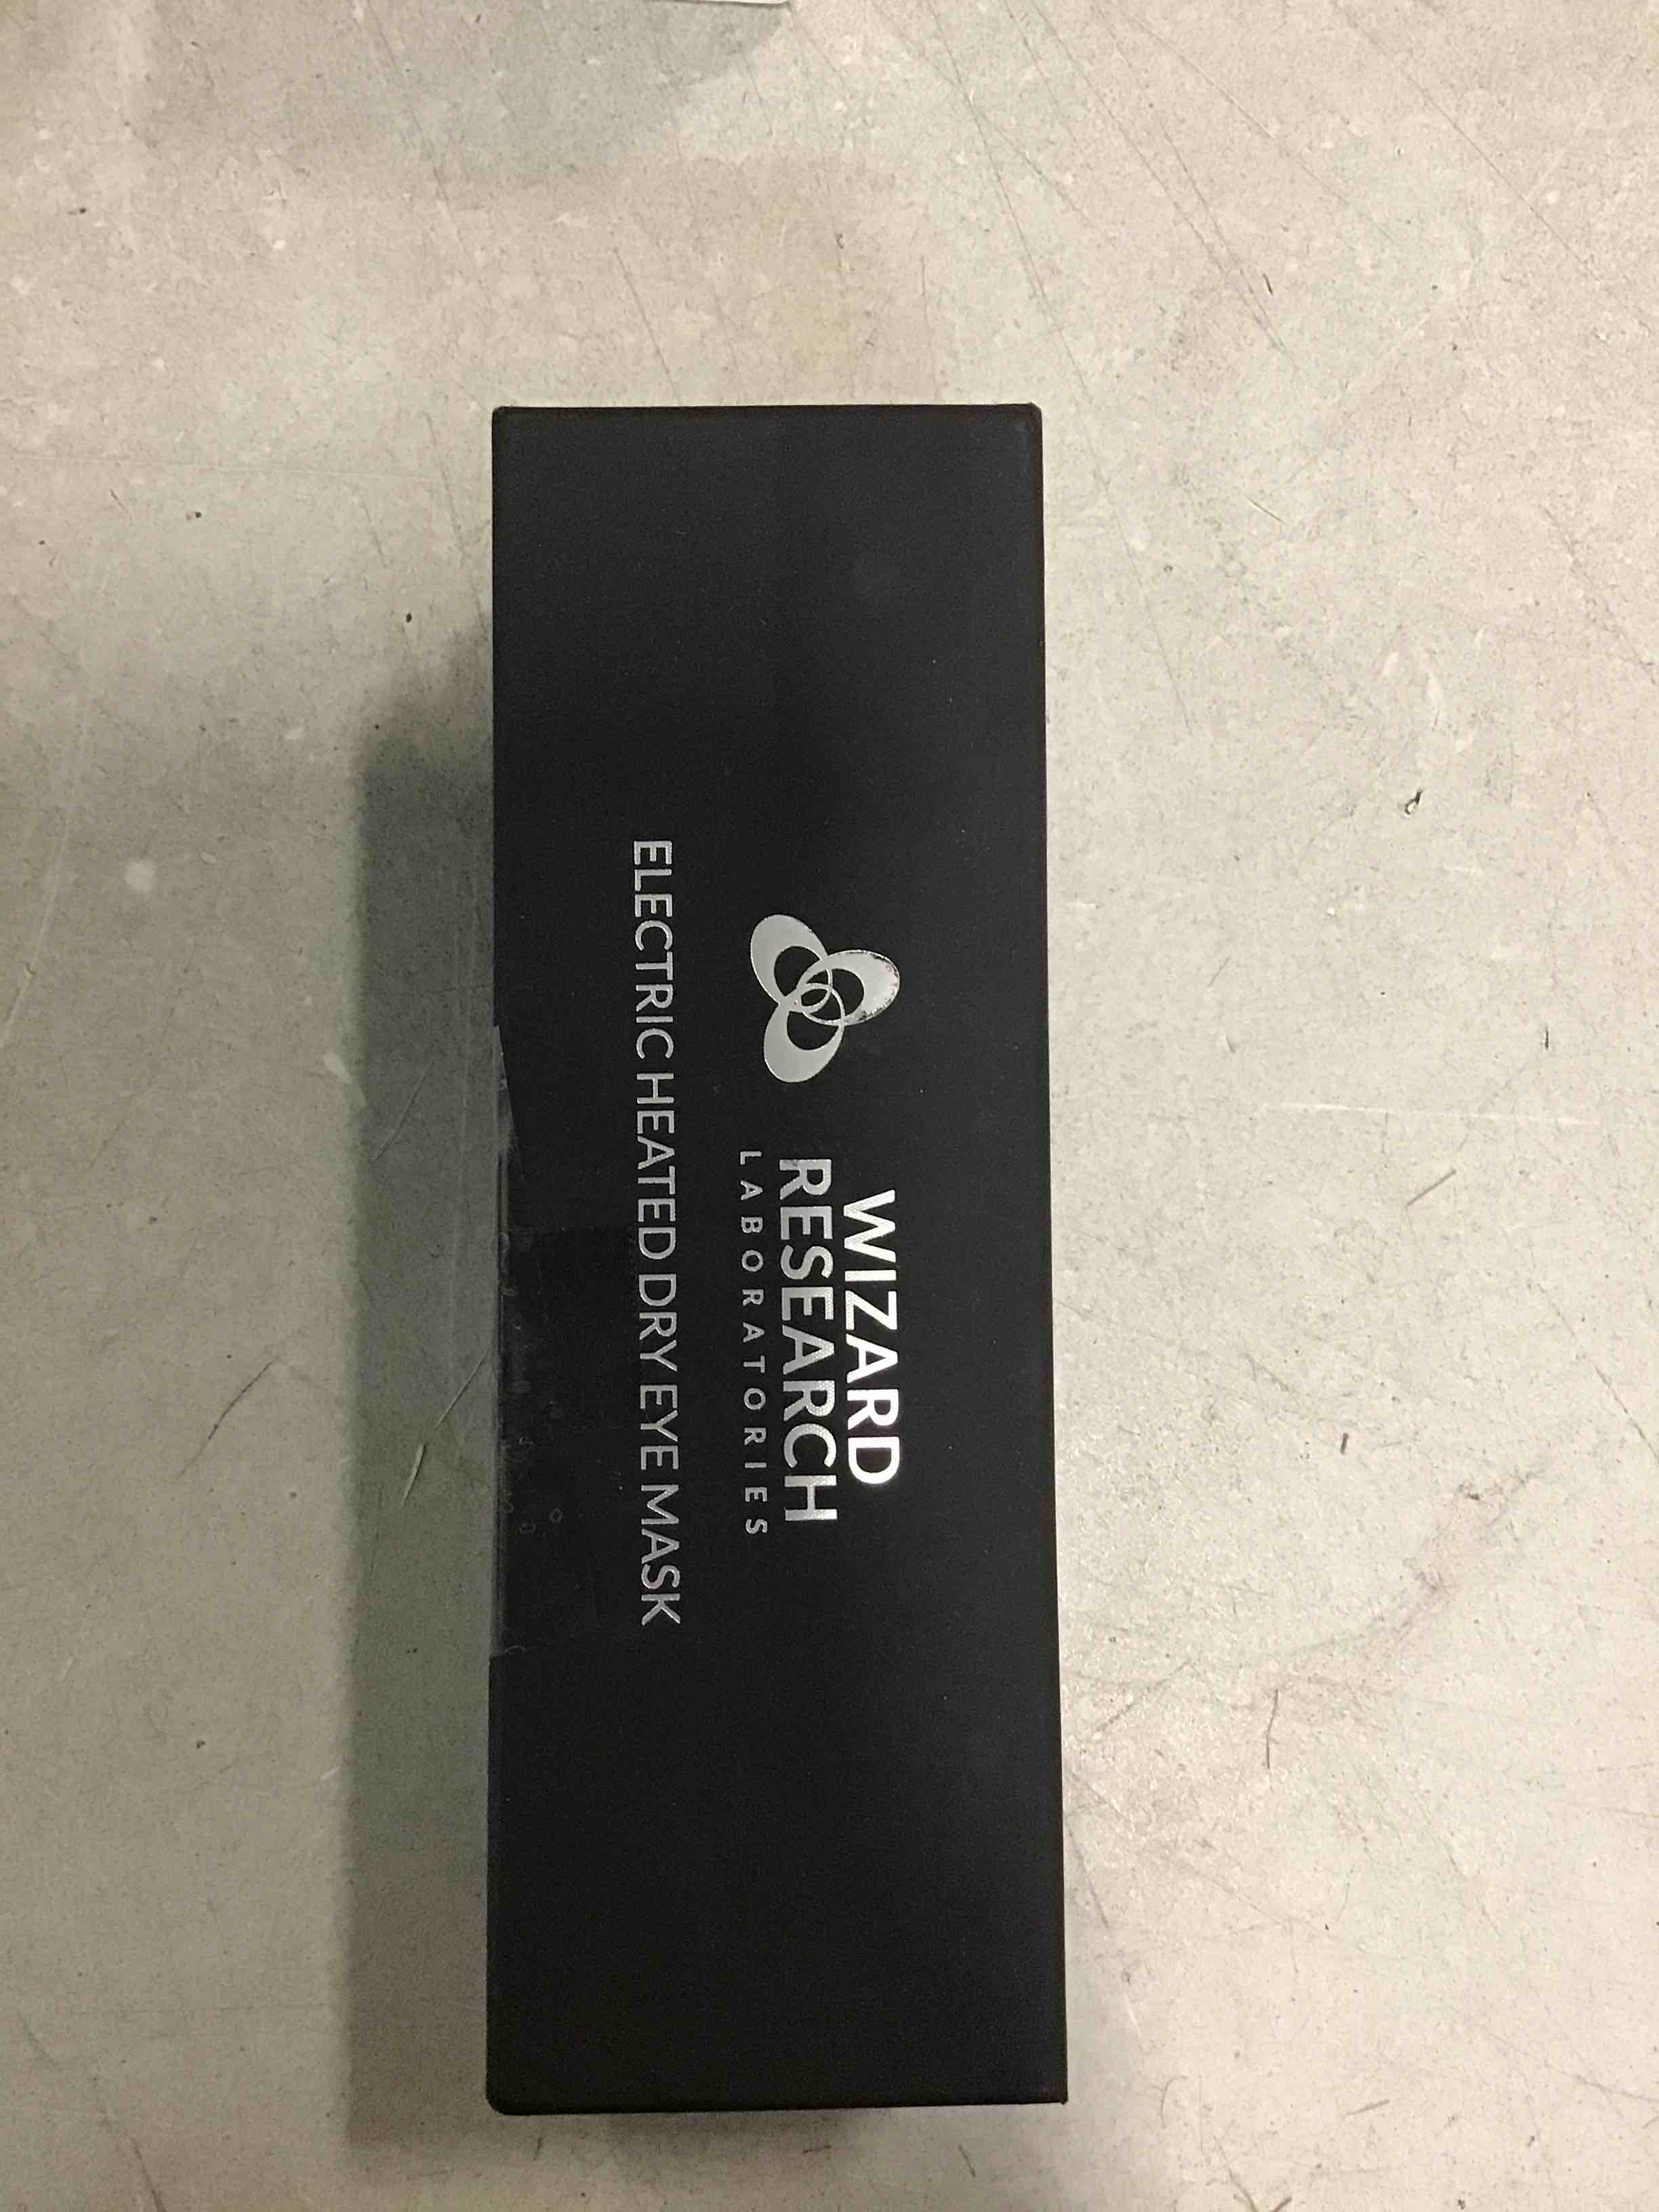 WIZARD
RESEARCH
LABORATORIES
ELECTRIC HEATED DRY EYE MASK